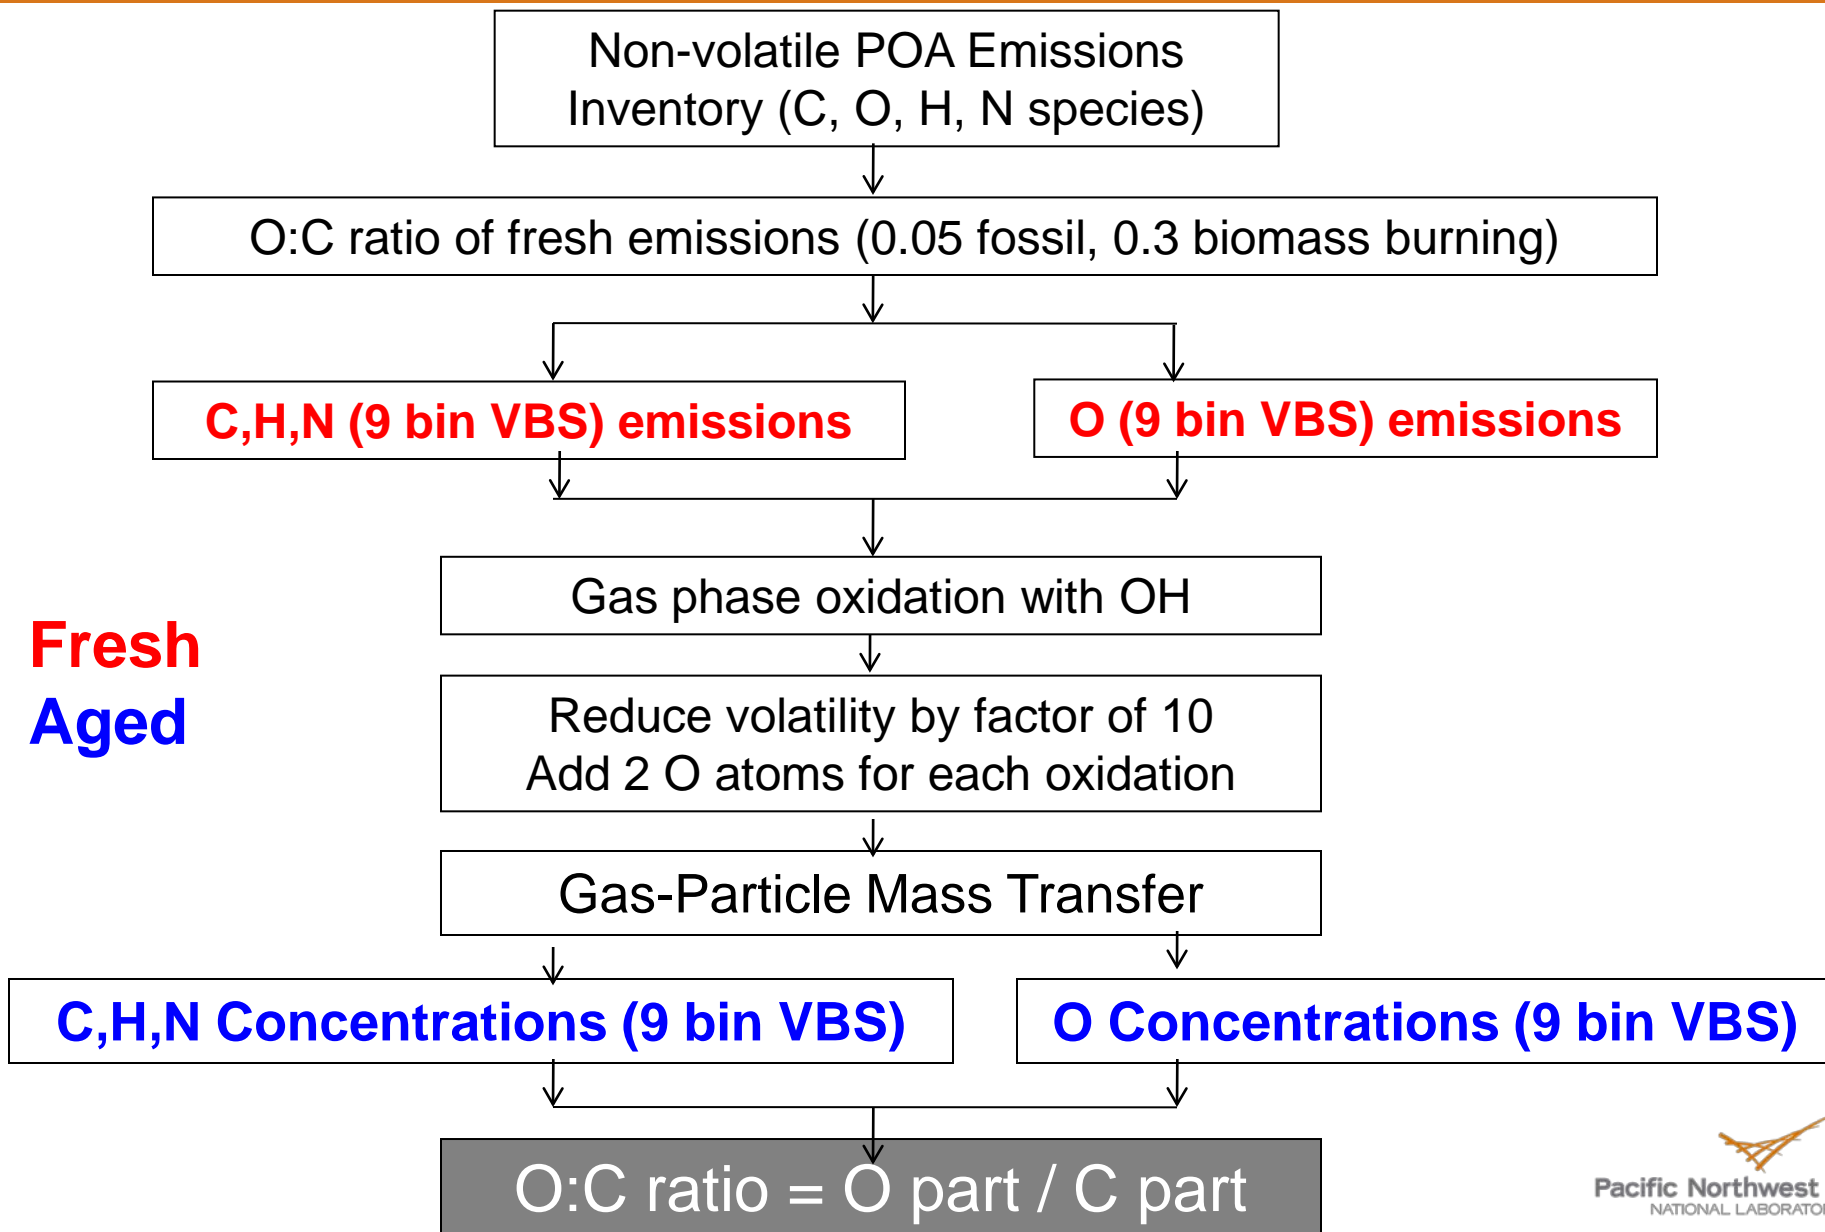 Non-volatile POA Emissions
Inventory (C, O, H, N species)
O:C ratio of fresh emissions (0.05 fossil, 0.3 biomass burning)
C,H,N (9 bin VBS) emissions
O (9 bin VBS) emissions
Gas phase oxidation with OH
Fresh
Aged
Reduce volatility by factor of 10
Add 2 O atoms for each oxidation
Gas-Particle Mass Transfer
C,H,N Concentrations (9 bin VBS)
O Concentrations (9 bin VBS)
O:C ratio = O part / C part
Pacific Northwest
NATIONAL